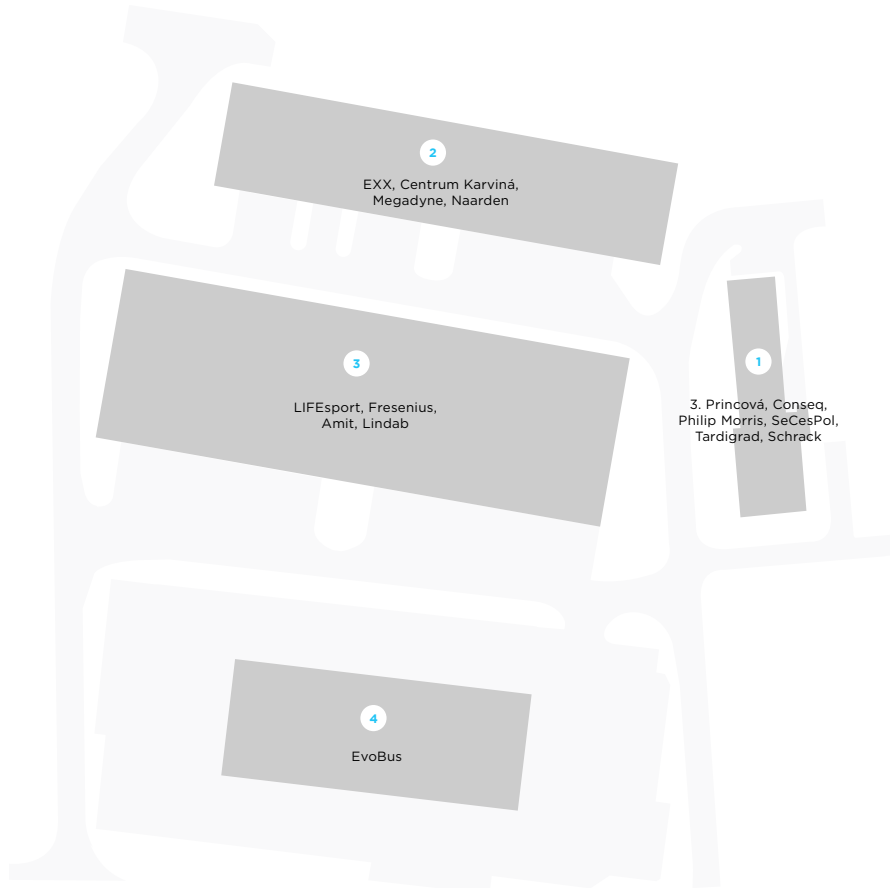 2
EXX, Centrum Karviná,
Megadyne, Naarden
3
LIFEsport, Fresenius,
Amit, Lindab
1
3. Princová, Conseq,
Philip Morris, SeCesPol,
Tardigrad, Schrack
4
EvoBus